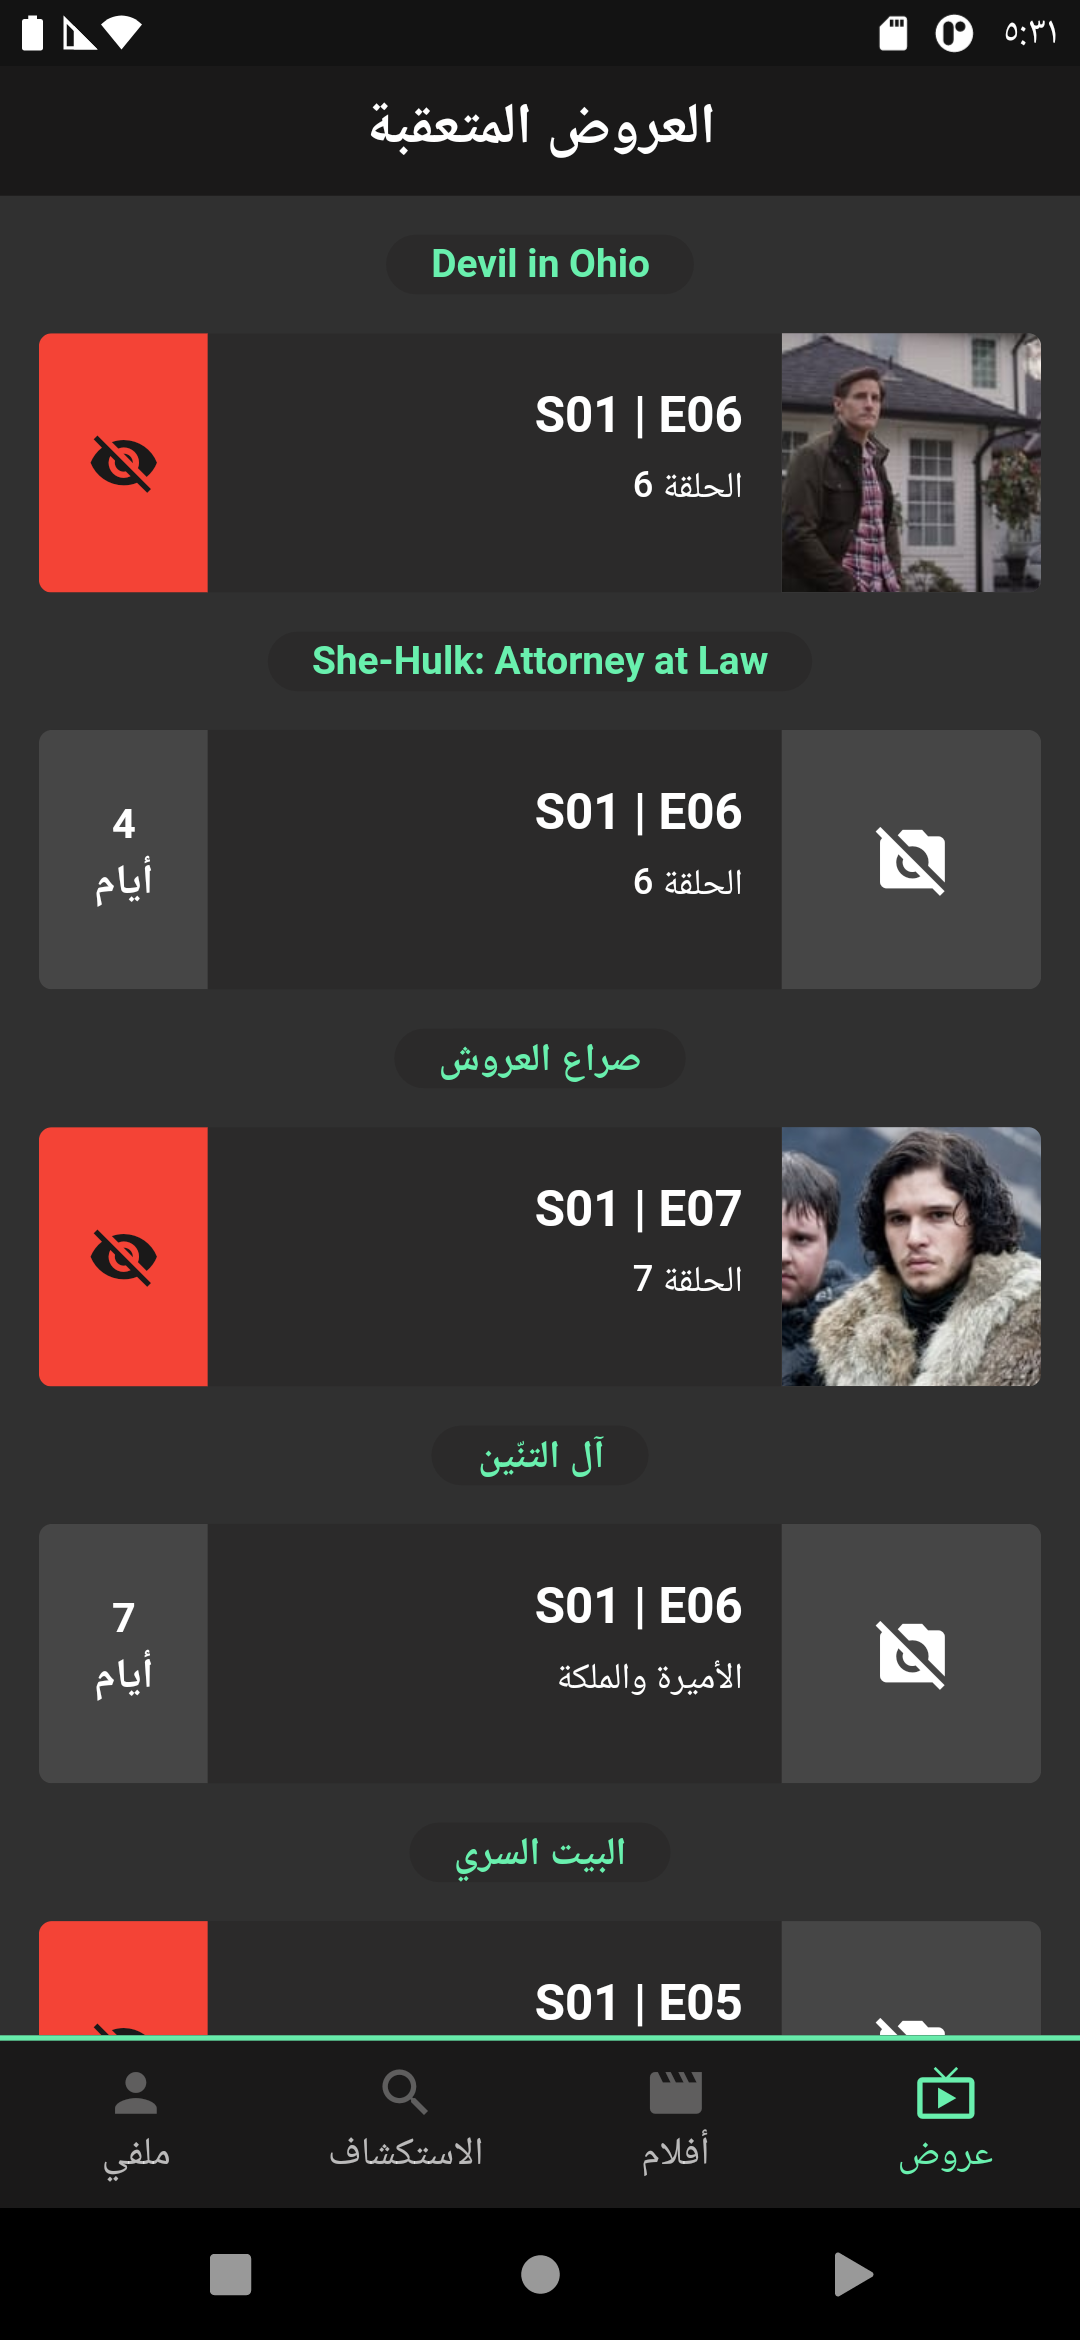 ٥:٣١
العروض المتعقبة
Devil in Ohio
S01 | E06
الحلقة 6
She-Hulk: Attorney at Law
S01 | E06
الحلقة 6
4
أيام
صراع العروش
S01 | E07
الحلقة 7
آل التنّين
S01 | E06
الأميرة والملكة
7
أيام
البيت السري
S01 | E05
عروض
أفلام
الاستكشاف
ملفي